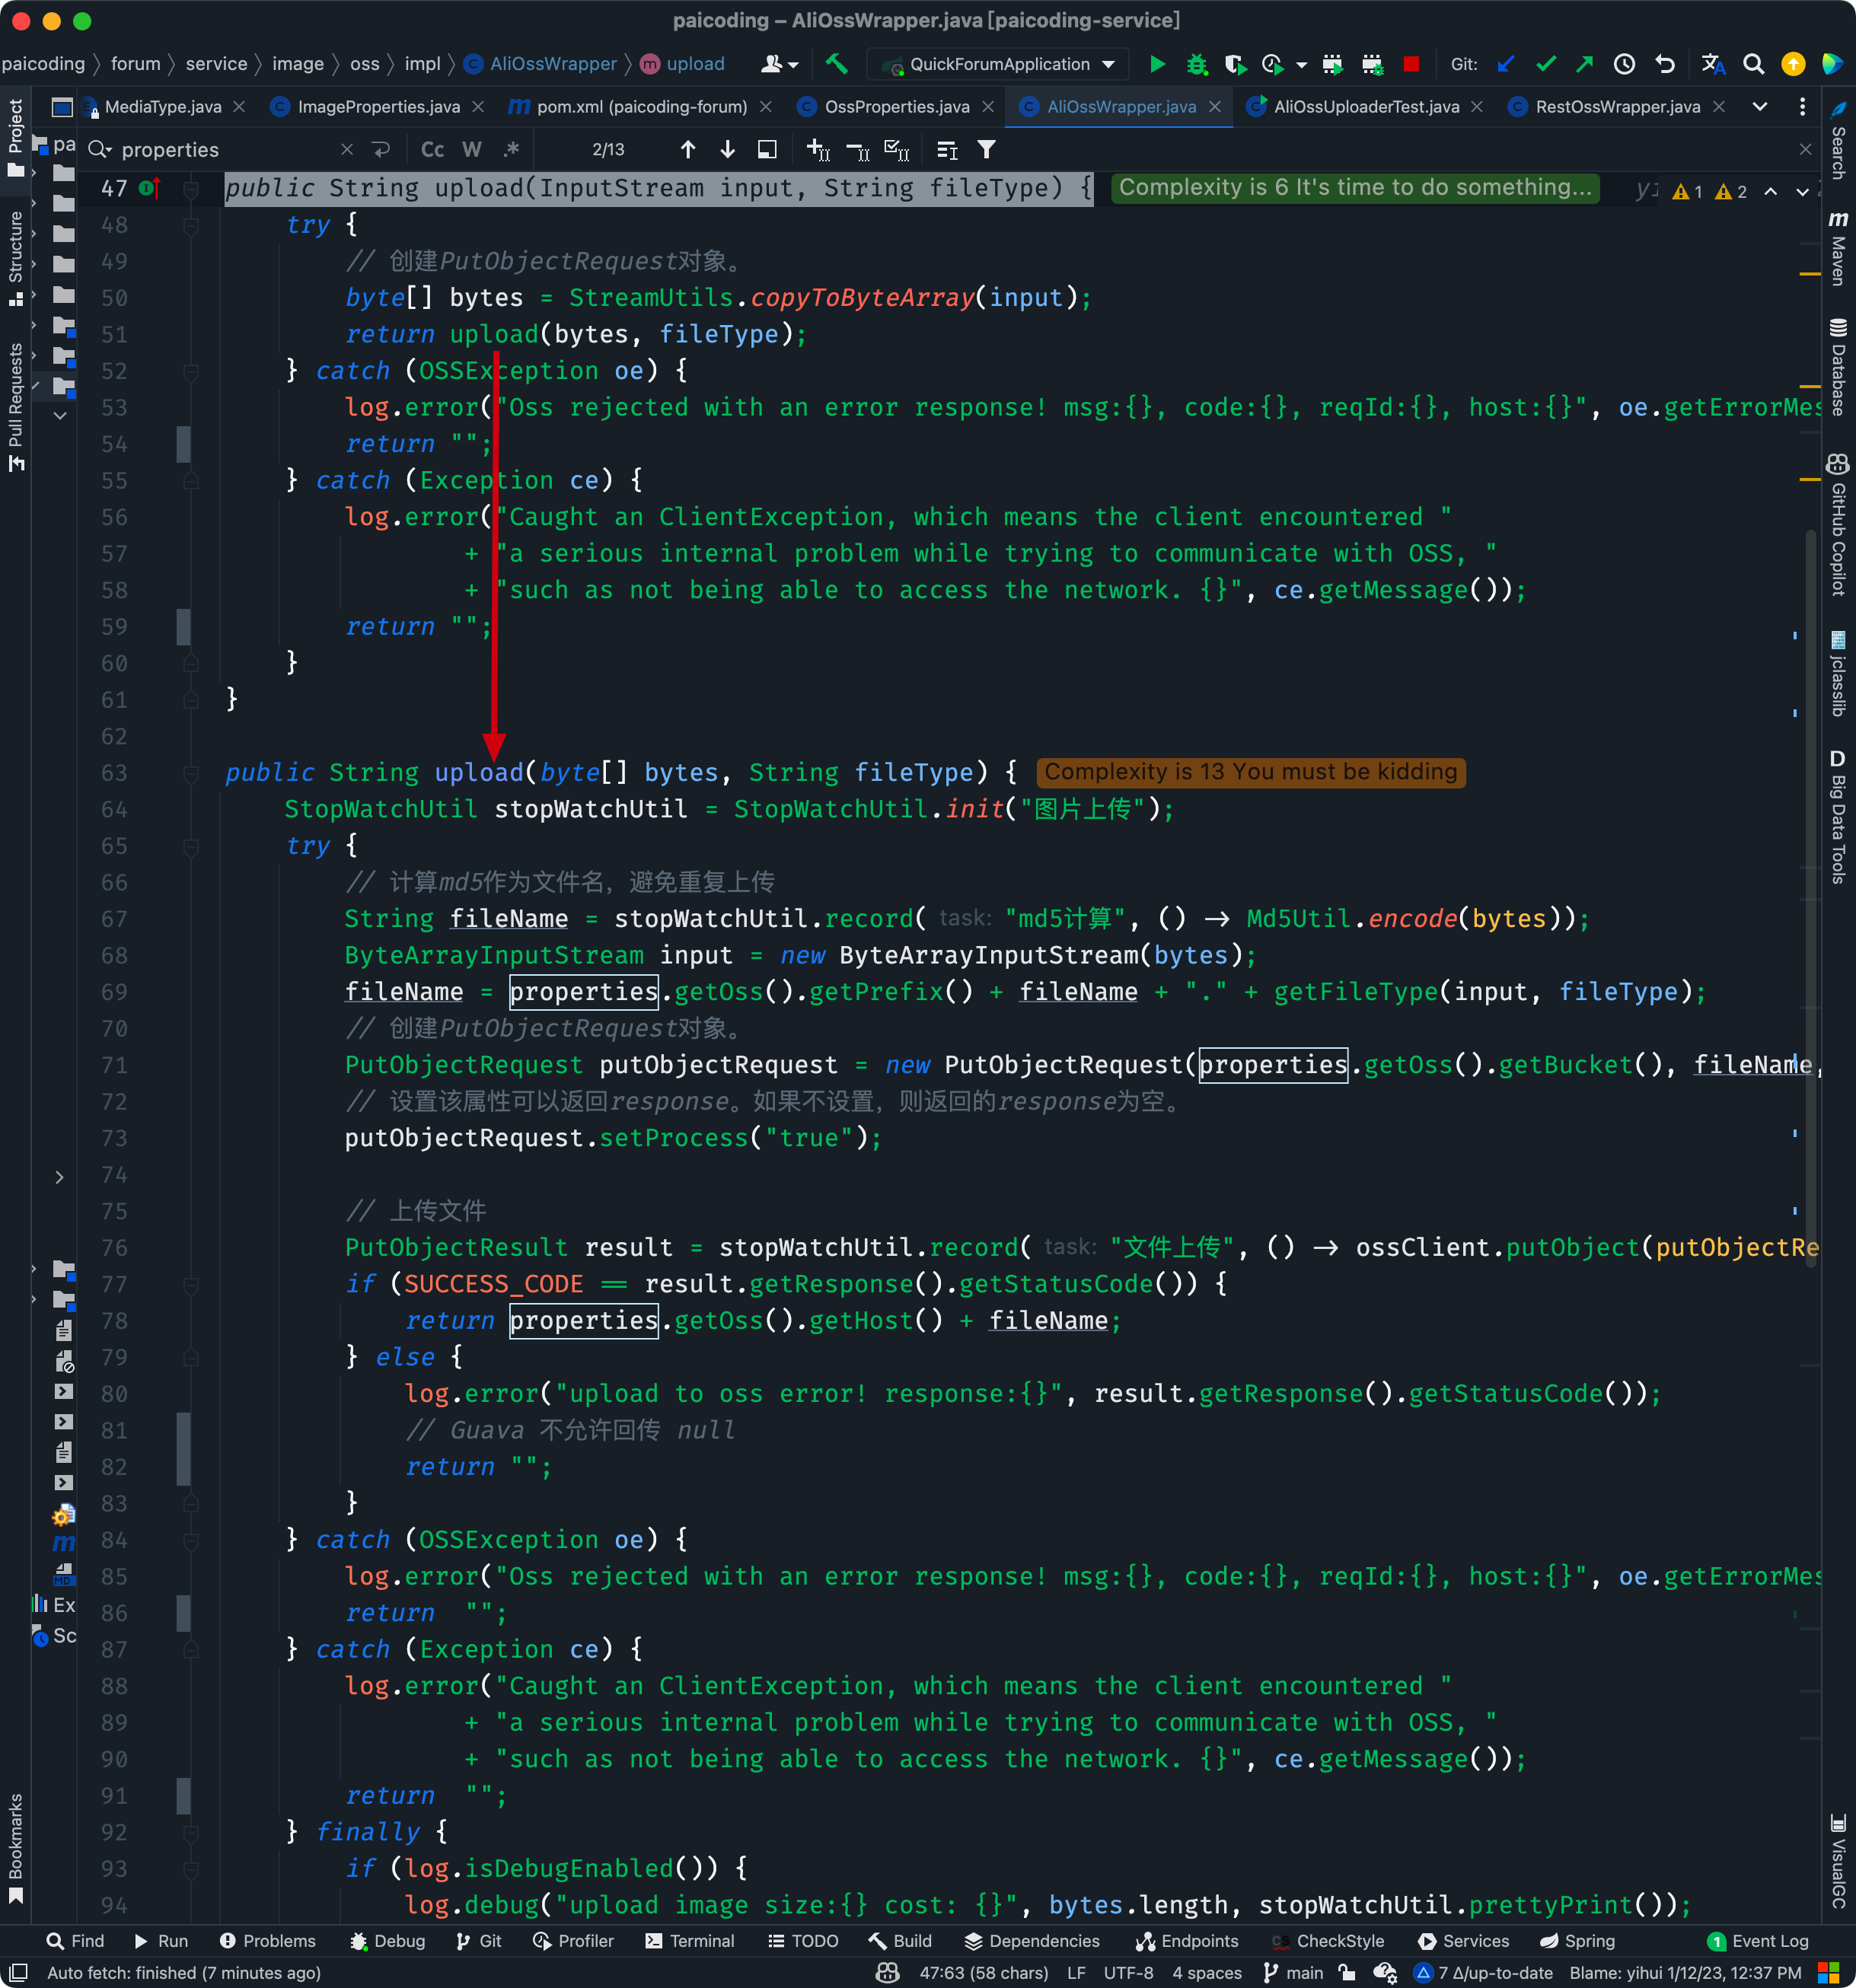 paicoding – AliOssWrapper.java [paicoding-service]
paicoding 〉 forum 〉 service 〉 image 〉 oss 〉 impl 〉 AliOssWrapper 〉 upload QuickForumApplication Git:
MediaType.java ImageProperties.java pom.xml (paicoding-forum) OssProperties.java AliOssWrapper.java AliOssUploaderTest.java RestOssWrapper.java
properties Cc W .* 2/13
47 public String upload(InputStream input, String fileType) { Complexity is 6 It's time to do something... 1 2
48 try {
49 // 创建PutObjectRequest对象。
50 byte[] bytes = StreamUtils.copyToByteArray(input);
51 return upload(bytes, fileType);
52 } catch (OSSException oe) {
53 log.error("Oss rejected with an error response! msg:{}, code:{}, reqId:{}, host:{}", oe.getErrorMes
54 return "";
55 } catch (Exception ce) {
56 log.error("Caught an ClientException, which means the client encountered "
57 + "a serious internal problem while trying to communicate with OSS, "
58 + "such as not being able to access the network. {}", ce.getMessage());
59 return "";
60 }
61 }
62
63 public String upload(byte[] bytes, String fileType) { Complexity is 13 You must be kidding
64 StopWatchUtil stopWatchUtil = StopWatchUtil.init("图片上传");
65 try {
66 // 计算md5作为文件名，避免重复上传
67 String fileName = stopWatchUtil.record( task: "md5计算", () → Md5Util.encode(bytes));
68 ByteArrayInputStream input = new ByteArrayInputStream(bytes);
69 fileName = properties.getOss().getPrefix() + fileName + "." + getFileType(input, fileType);
70 // 创建PutObjectRequest对象。
71 PutObjectRequest putObjectRequest = new PutObjectRequest(properties.getOss().getBucket(), fileName,
72 // 设置该属性可以返回response。如果不设置，则返回的response为空。
73 putObjectRequest.setProcess("true");
74
75 // 上传文件
76 PutObjectResult result = stopWatchUtil.record( task: "文件上传", () → ossClient.putObject(putObjectRe
77 if (SUCCESS_CODE == result.getResponse().getStatusCode()) {
78 return properties.getOss().getHost() + fileName;
79 } else {
80 log.error("upload to oss error! response:{}", result.getResponse().getStatusCode());
81 // Guava 不允许回传 null
82 return "";
83 }
84 } catch (OSSException oe) {
85 log.error("Oss rejected with an error response! msg:{}, code:{}, reqId:{}, host:{}", oe.getErrorMes
86 return "";
87 } catch (Exception ce) {
88 log.error("Caught an ClientException, which means the client encountered "
89 + "a serious internal problem while trying to communicate with OSS, "
90 + "such as not being able to access the network. {}", ce.getMessage());
91 return "";
92 } finally {
93 if (log.isDebugEnabled()) {
94 log.debug("upload image size:{} cost: {}", bytes.length, stopWatchUtil.prettyPrint());
Project
Structure
Pull Requests
Bookmarks
pa
Ex
Sc
Search
Maven
Database
GitHub Copilot
jclasslib
Big Data Tools
VisualGC
Find Run Problems Debug Git Profiler Terminal TODO Build Dependencies Endpoints CheckStyle Services Spring 1 Event Log
Auto fetch: finished (7 minutes ago) 47:63 (58 chars) LF UTF-8 4 spaces main 7 Δ/up-to-date Blame: yihui 1/12/23, 12:37 PM